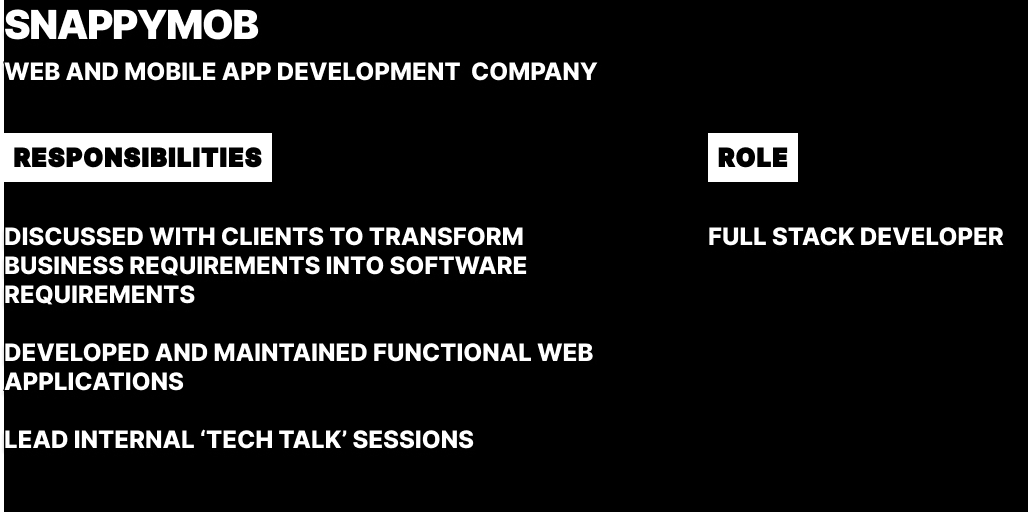 SNAPPYMOB
WEB AND MOBILE APP DEVELOPMENT  COMPANY
RESPONSIBILITIES
DISCUSSED WITH CLIENTS TO TRANSFORM
BUSINESS REQUIREMENTS INTO SOFTWARE
REQUIREMENTS
DEVELOPED AND MAINTAINED FUNCTIONAL WEB
APPLICATIONS
LEAD INTERNAL ‘TECH TALK’ SESSIONS
ROLE
FULL STACK DEVELOPER